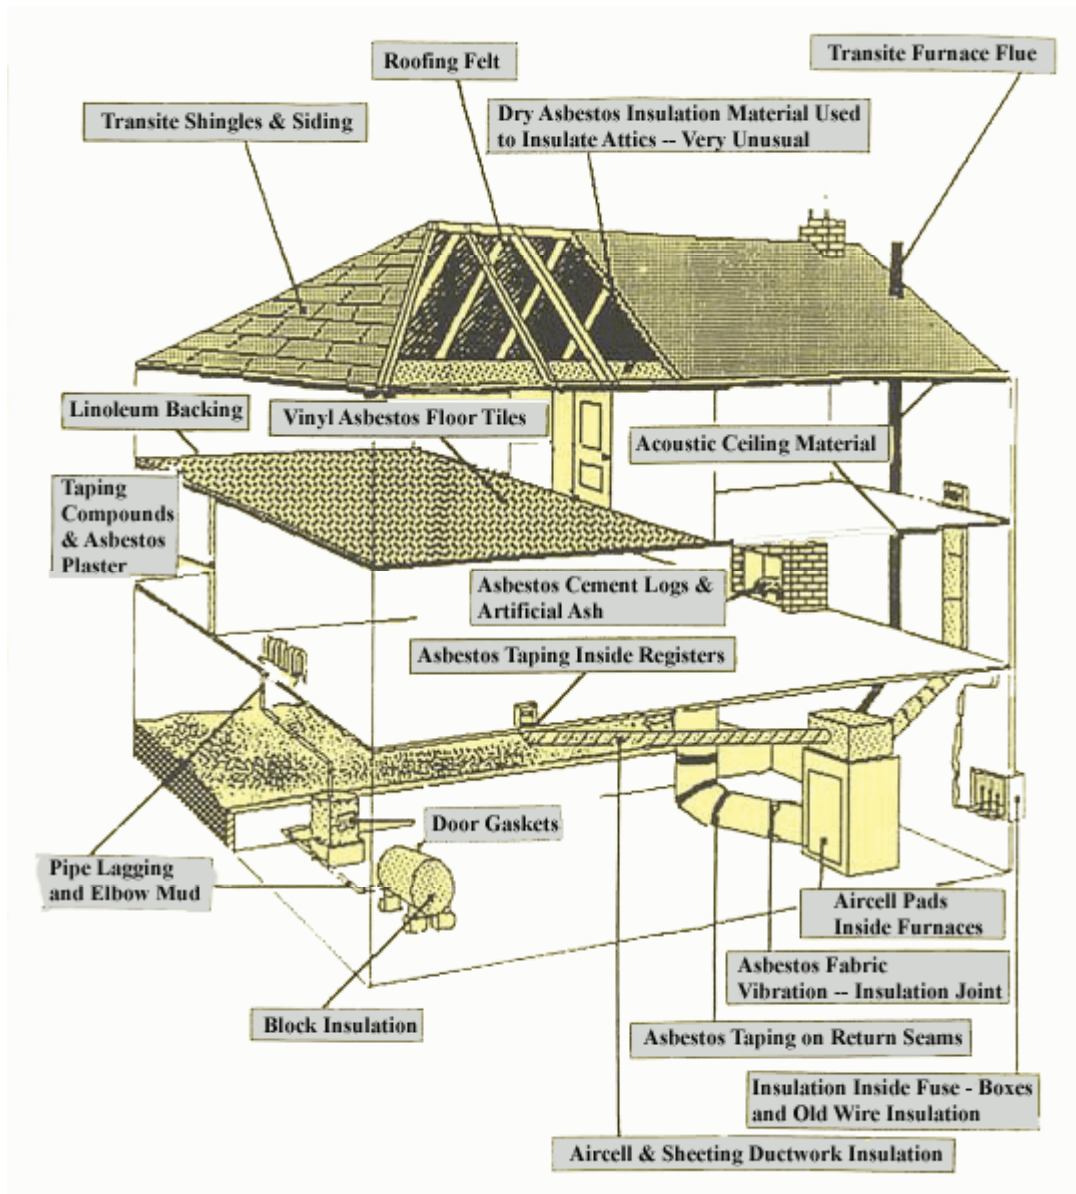 Roofing Felt
Transite Furnace Flue
Transite Shingles & Siding
Dry Asbestos Insulation Material Used
to Insulate Attics -- Very Unusual
Linoleum Backing
Vinyl Asbestos Floor Tiles
Acoustic Ceiling Material
Taping
Compounds
& Asbestos
Plaster
Asbestos Cement Logs &
Artificial Ash
Asbestos Taping Inside Registers
Door Gaskets
Pipe Lagging
and Elbow Mud
Aircell Pads
Inside Furnaces
Asbestos Fabric
Vibration -- Insulation Joint
Block Insulation
Asbestos Taping on Return Seams
Insulation Inside Fuse - Boxes
and Old Wire Insulation
Aircell & Sheeting Ductwork Insulation